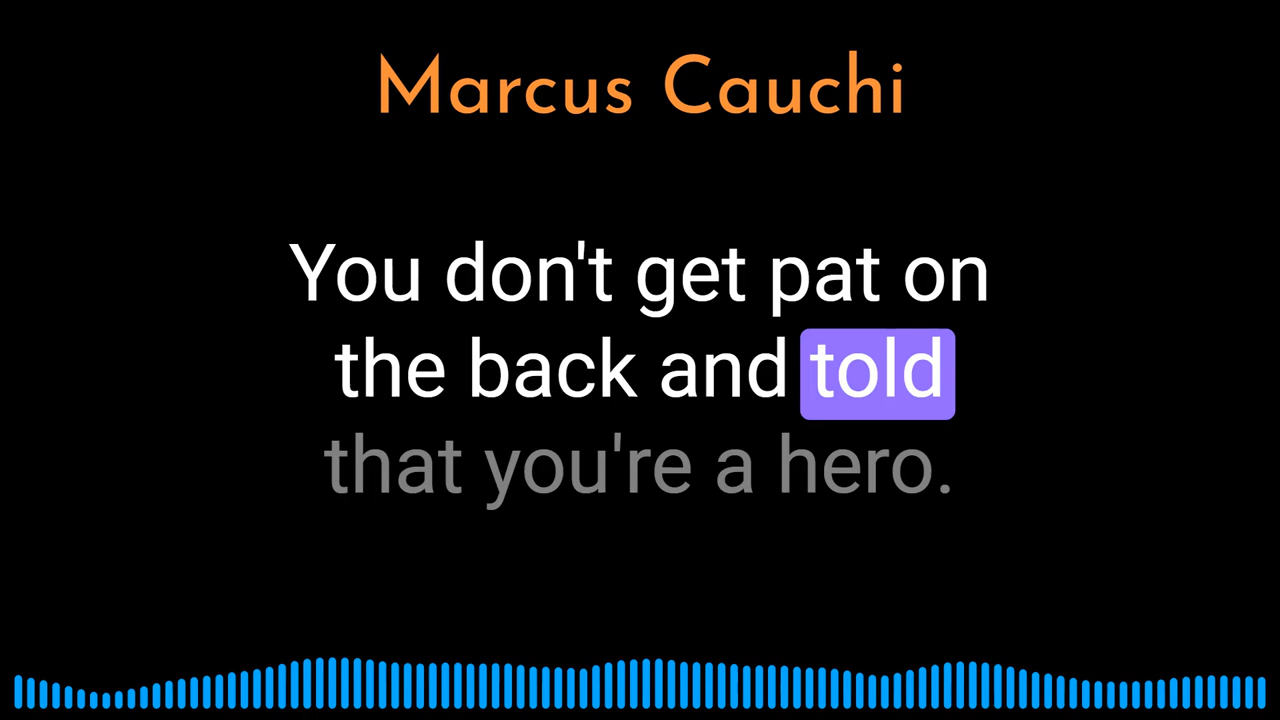 Marcus Cauchi
You don't get pat on
the back and told
that you're a hero.